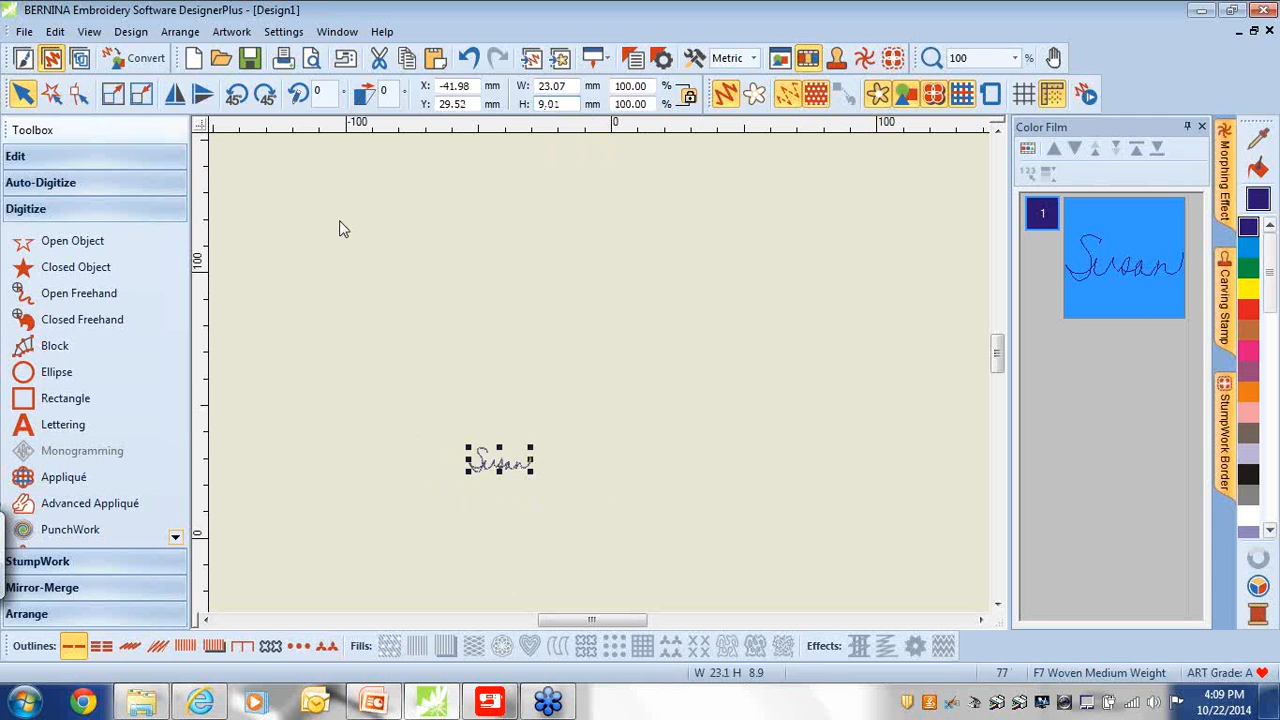 BERNINA Embroidery Software DesignerPlus - [Design1]
File Edit View Design Arrange Artwork Settings Window Help
Convert Metric 100 %
45 45 0 ° 0 ° X: -41.98 mm W: 23.07 mm 100.00 %
Y: 29.52 mm H: 9.01 mm 100.00 %
Toolbox
Edit
Auto-Digitize
Digitize
Open Object
Closed Object
Open Freehand
Closed Freehand
Block
Ellipse
Rectangle
A Lettering
Monogramming
Appliqué
Advanced Appliqué
PunchWork
StumpWork
Mirror-Merge
Arrange
-100 0 100
100
0
Susan
Color Film
1 2 3
1 Susan
Morphing Effect
Carving Stamp
StumpWork Border
Outlines: Fills: Effects:
W 23.1 H 8.9 77 F7 Woven Medium Weight ART Grade: A
4:09 PM
10/22/2014